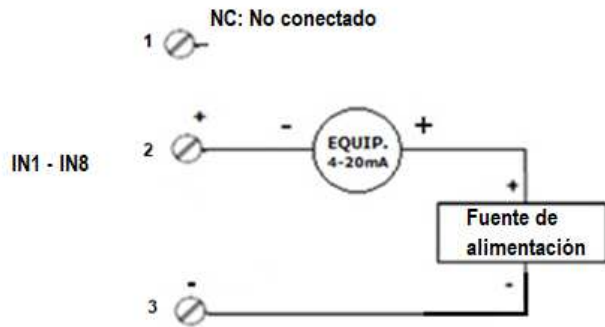 NC: No conectado
1
+
2
-
+
EQUIP.
4-20mA
IN1 - IN8
+
Fuente de
alimentación
-
-
3